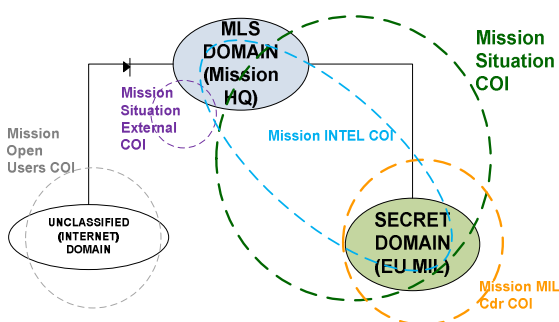 MLS
DOMAIN
(Mission
HQ)
Mission
Situation
COI
Mission
Situation
External
COI
Mission INTEL COI
Mission
Open
Users COI
UNCLASSIFIED
(INTERNET)
DOMAIN
SECRET
DOMAIN
(EU MIL)
Mission MIL
Cdr COI